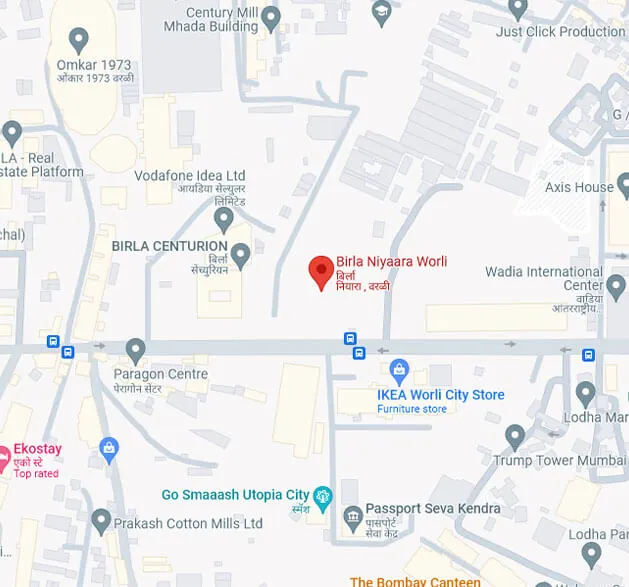 Century Mill
Mhada Building
Just Click Production
Omkar 1973
ओंकार 1973 वरळी
G
LA - Real
state Platform
Vodafone Idea Ltd
आयडिया सेल्युलर
लिमिटेड
Axis House
BIRLA CENTURION
बिर्ला
सेंच्युरियन
chal)
Birla Niyaara Worli
बिर्ला
नियारा , वरळी
Wadia International
Center
वाडिया
आंतरराष्ट्रीय...
Paragon Centre
पॅरागॉन सेंटर
IKEA Worli City Store
Furniture store
Lodha Mar
Ekostay
एको स्टे
Top rated
Trump Tower Mumbai
Go Smaaash Utopia City
स्मॅश
Passport Seva Kendra
पासपोर्ट
सेवा केंद्र
Prakash Cotton Mills Ltd
Lodha Par
The Bombay Canteen